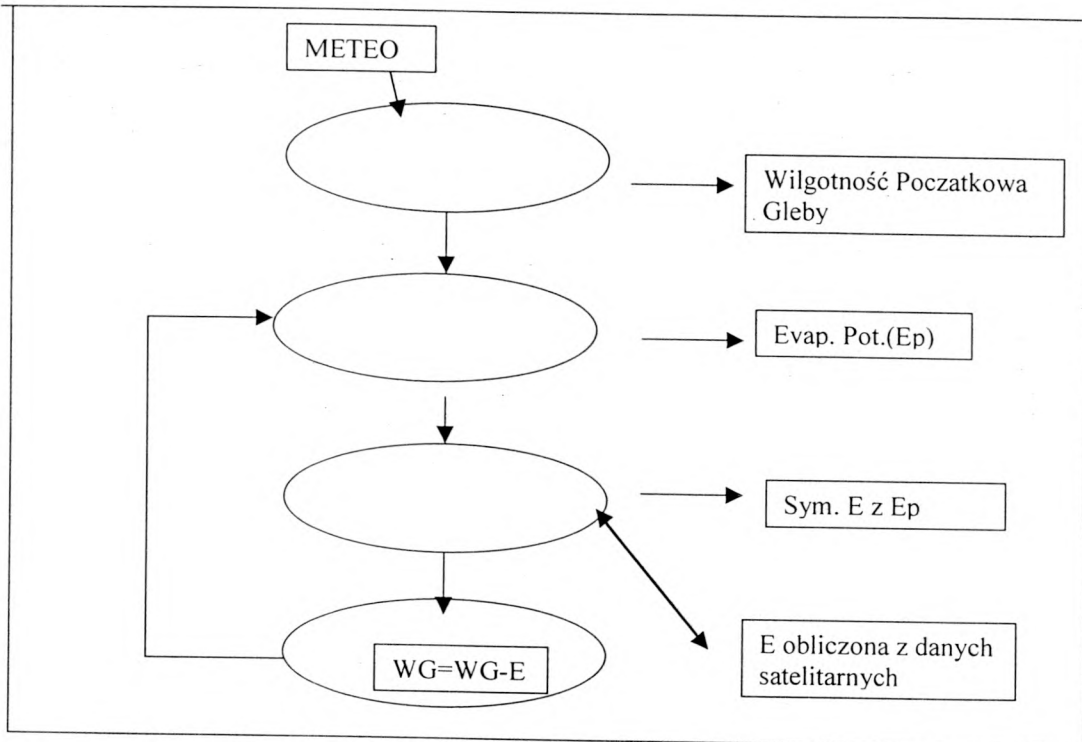 METEO
Wilgotność Poczatkowa
Gleby
Evap. Pot.(Ep)
Sym. E z Ep
E obliczona z danych
satelitarnych
WG=WG-E